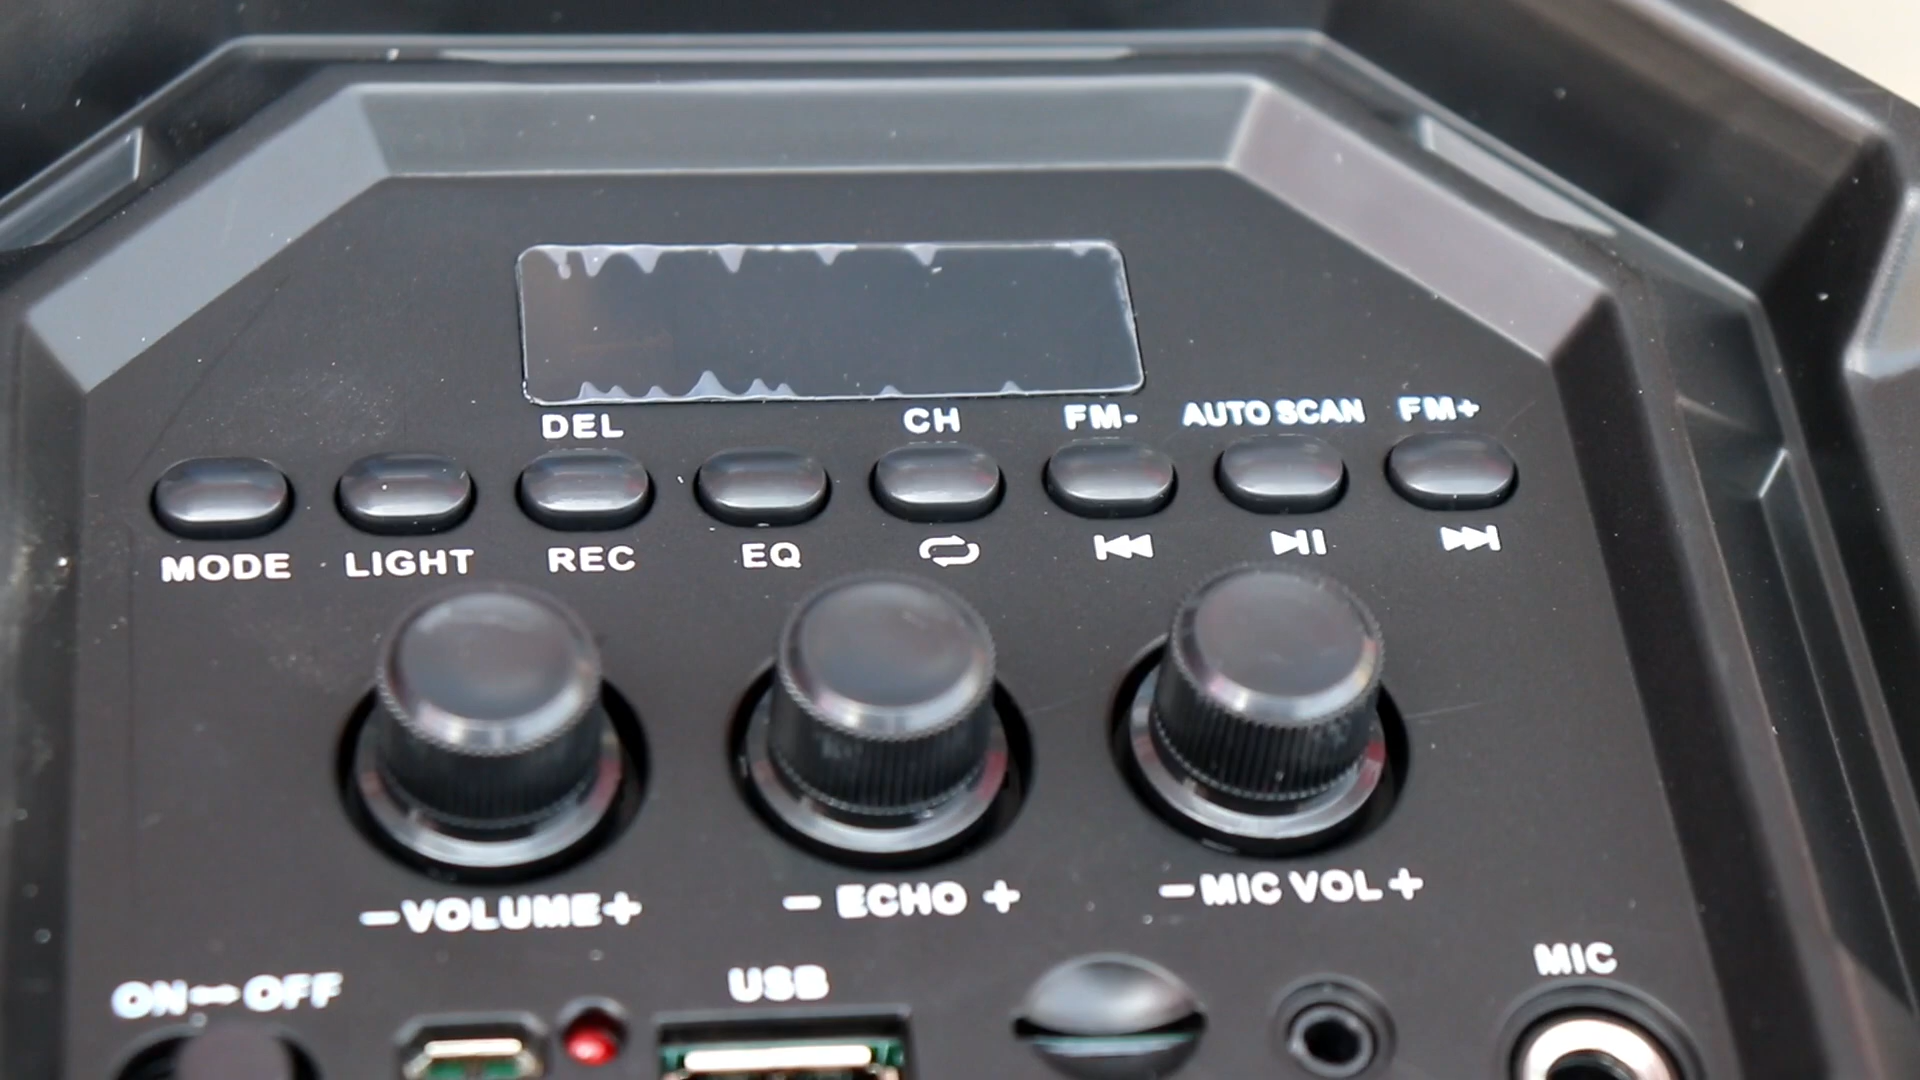 DEL CH FM- AUTO SCAN FM+
MODE LIGHT REC EQ
-VOLUME+ - ECHO + -MIC VOL+
MIC
ON OFF USB